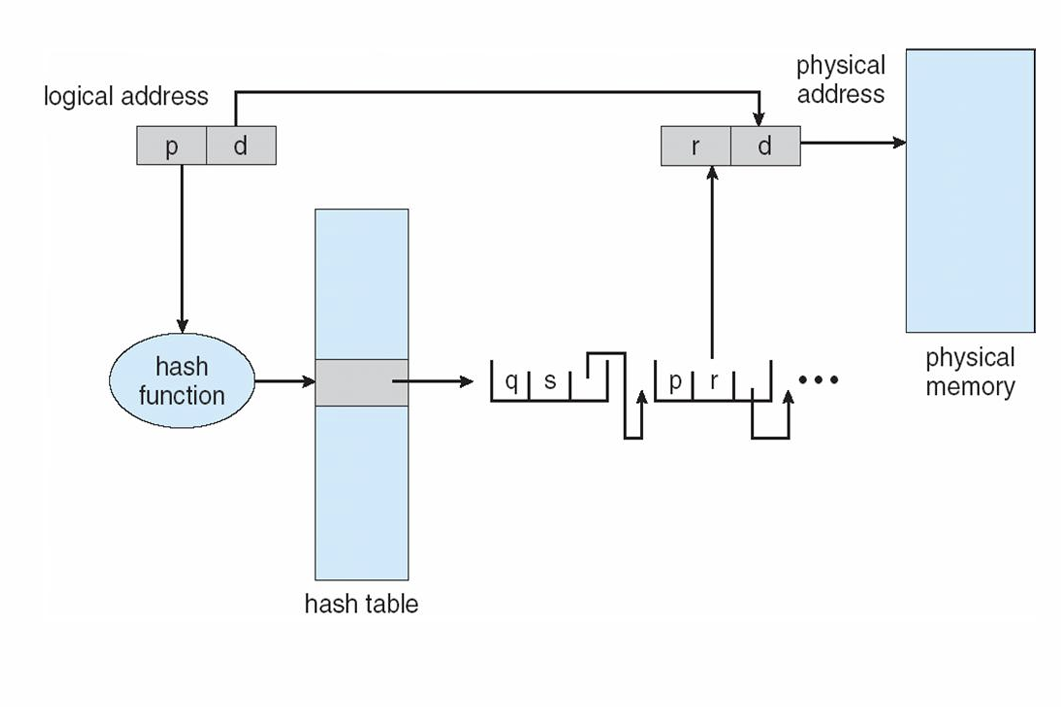 logical address
physical
address
p d
r d
hash
function
q s
p r
•••
physical
memory
hash table